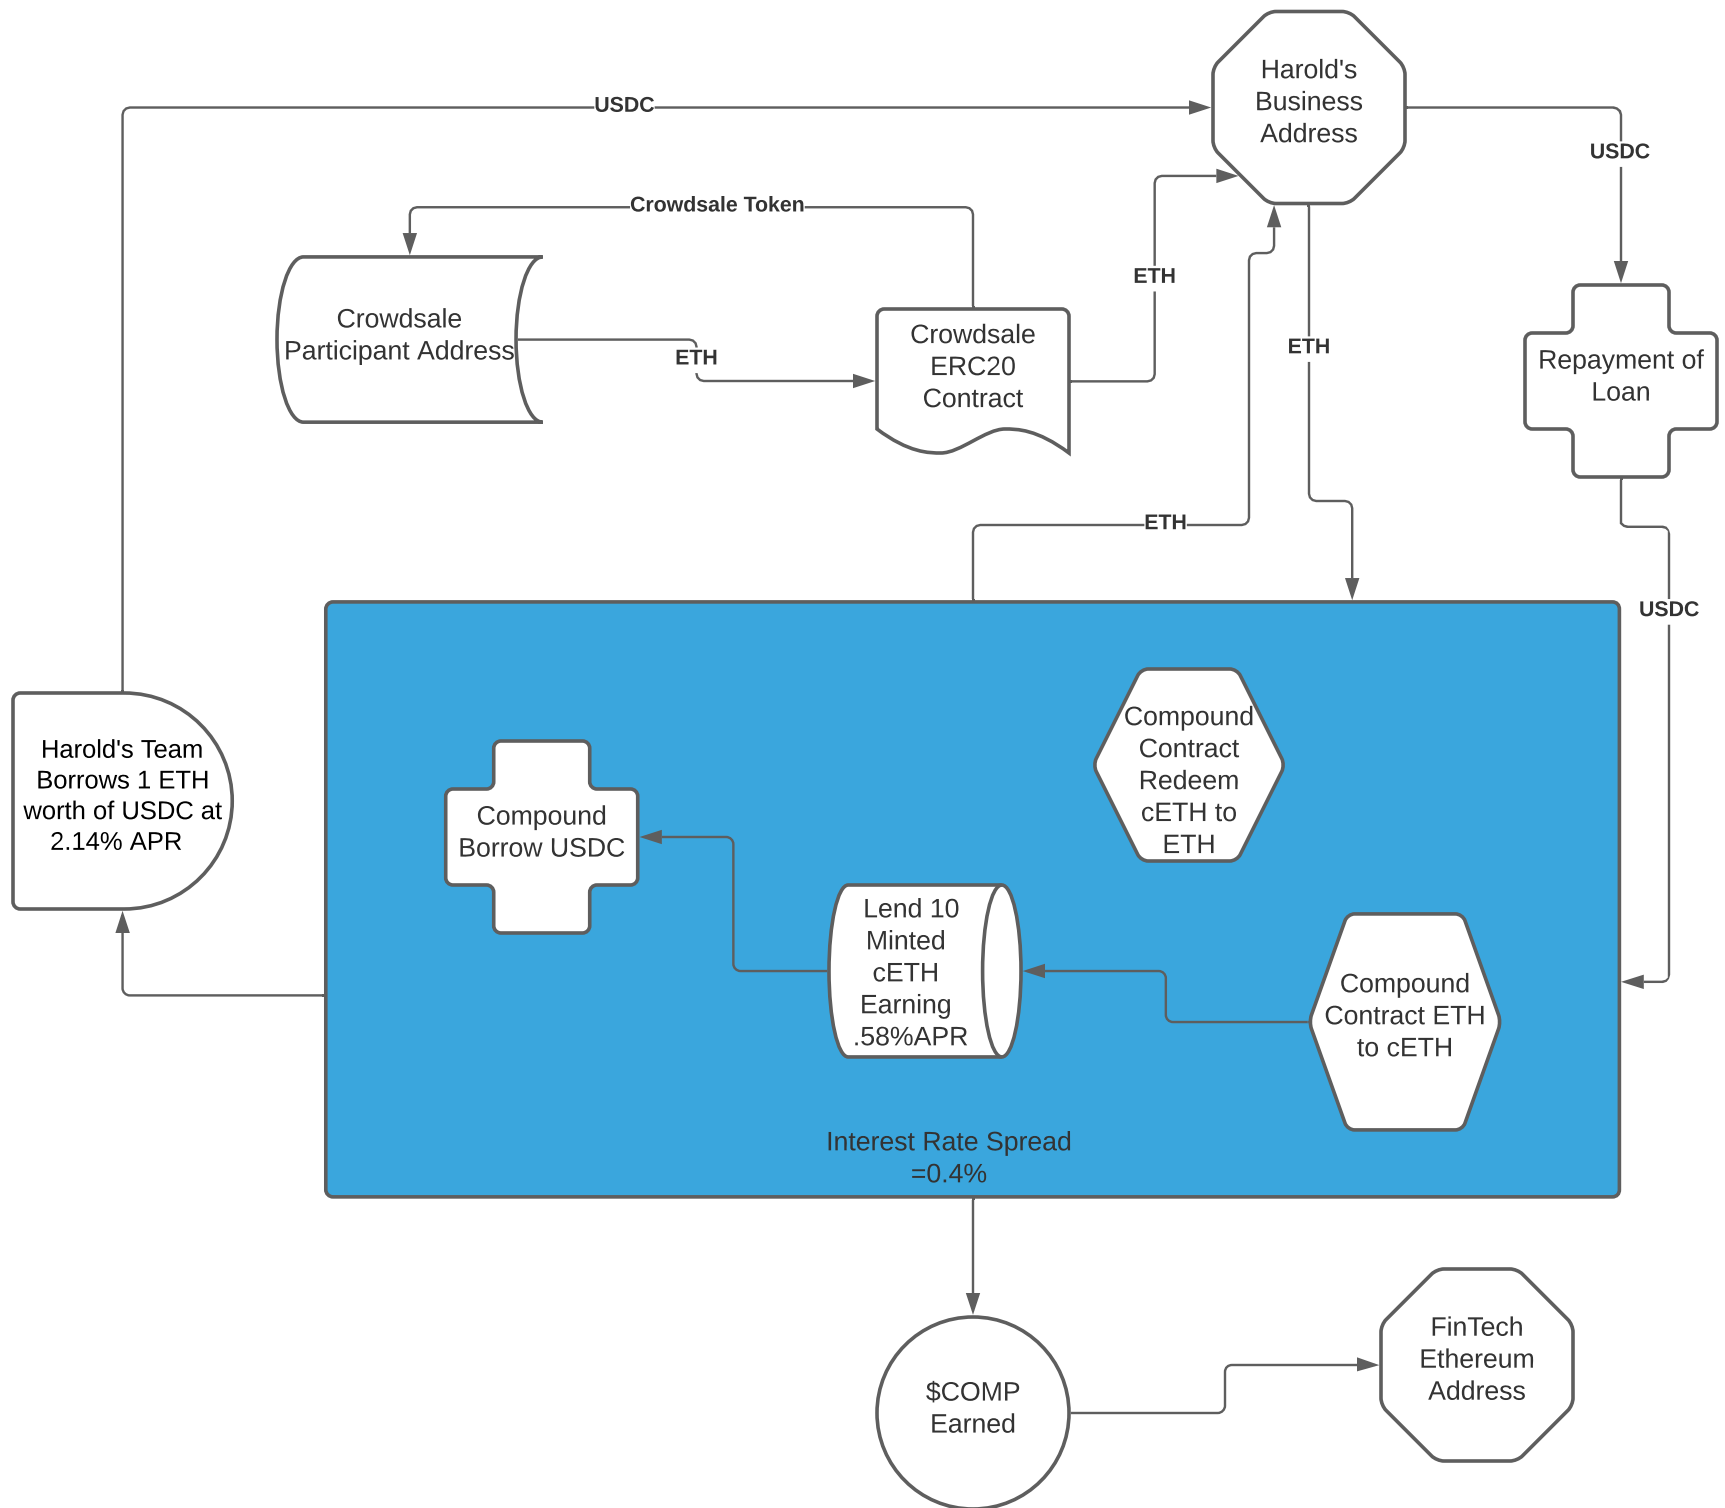 Harold's
Business
Address
USDC
USDC
Crowdsale Token
ETH
Crowdsale
Participant Address
ETH
Crowdsale
ERC20
Contract
ETH
Repayment of
Loan
ETH
USDC
Harold's Team
Borrows 1 ETH
worth of USDC at
2.14% APR
Compound
Contract
Redeem
cETH to
ETH
Compound
Borrow USDC
Lend 10
Minted
cETH
Earning
.58%APR
Compound
Contract ETH
to cETH
Interest Rate Spread
=0.4%
$COMP
Earned
FinTech
Ethereum
Address